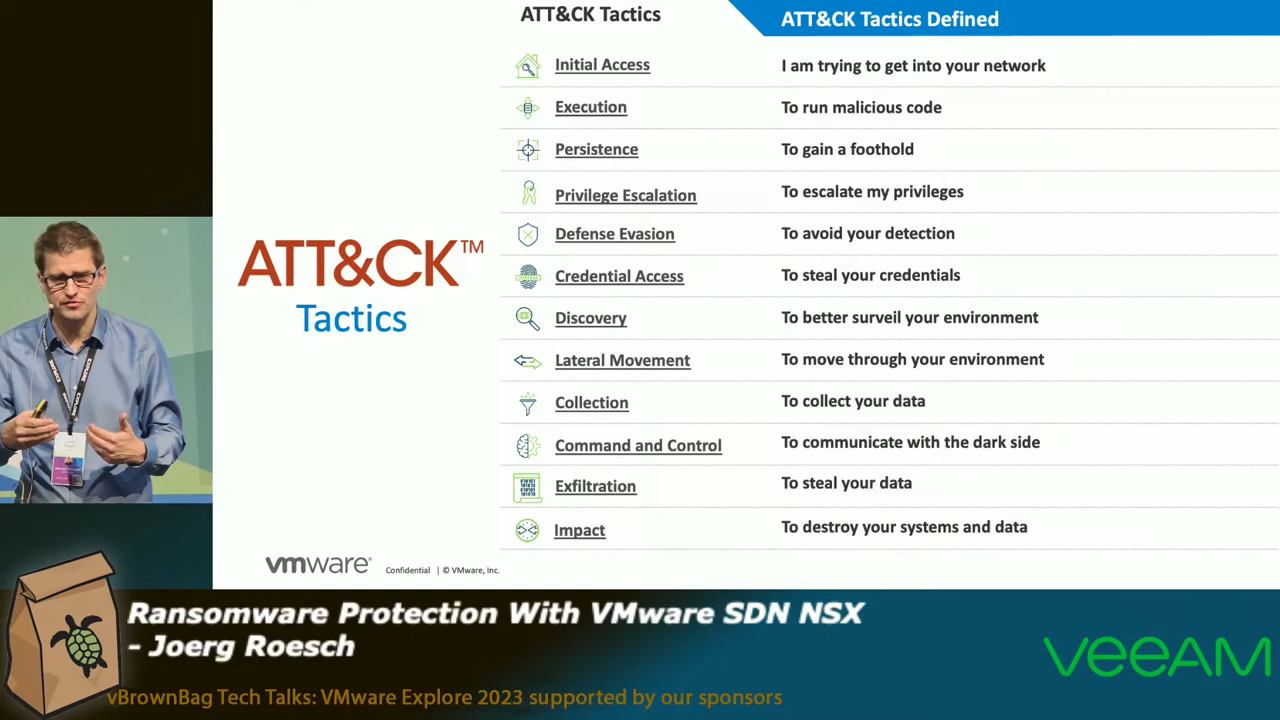 ATT&CK Tactics
ATT&CK Tactics Defined
Initial Access
I am trying to get into your network
Execution
To run malicious code
Persistence
To gain a foothold
Privilege Escalation
To escalate my privileges
Defense Evasion
To avoid your detection
Credential Access
To steal your credentials
Discovery
To better surveil your environment
Lateral Movement
To move through your environment
Collection
To collect your data
Command and Control
To communicate with the dark side
Exfiltration
To steal your data
Impact
To destroy your systems and data
ATT&CK™
Tactics
vmware®
Confidential | © VMware, Inc.
Ransomware Protection With VMware SDN NSX
- Joerg Roesch
veeAM
vBrownBag Tech Talks: VMware Explore 2023 supported by our sponsors